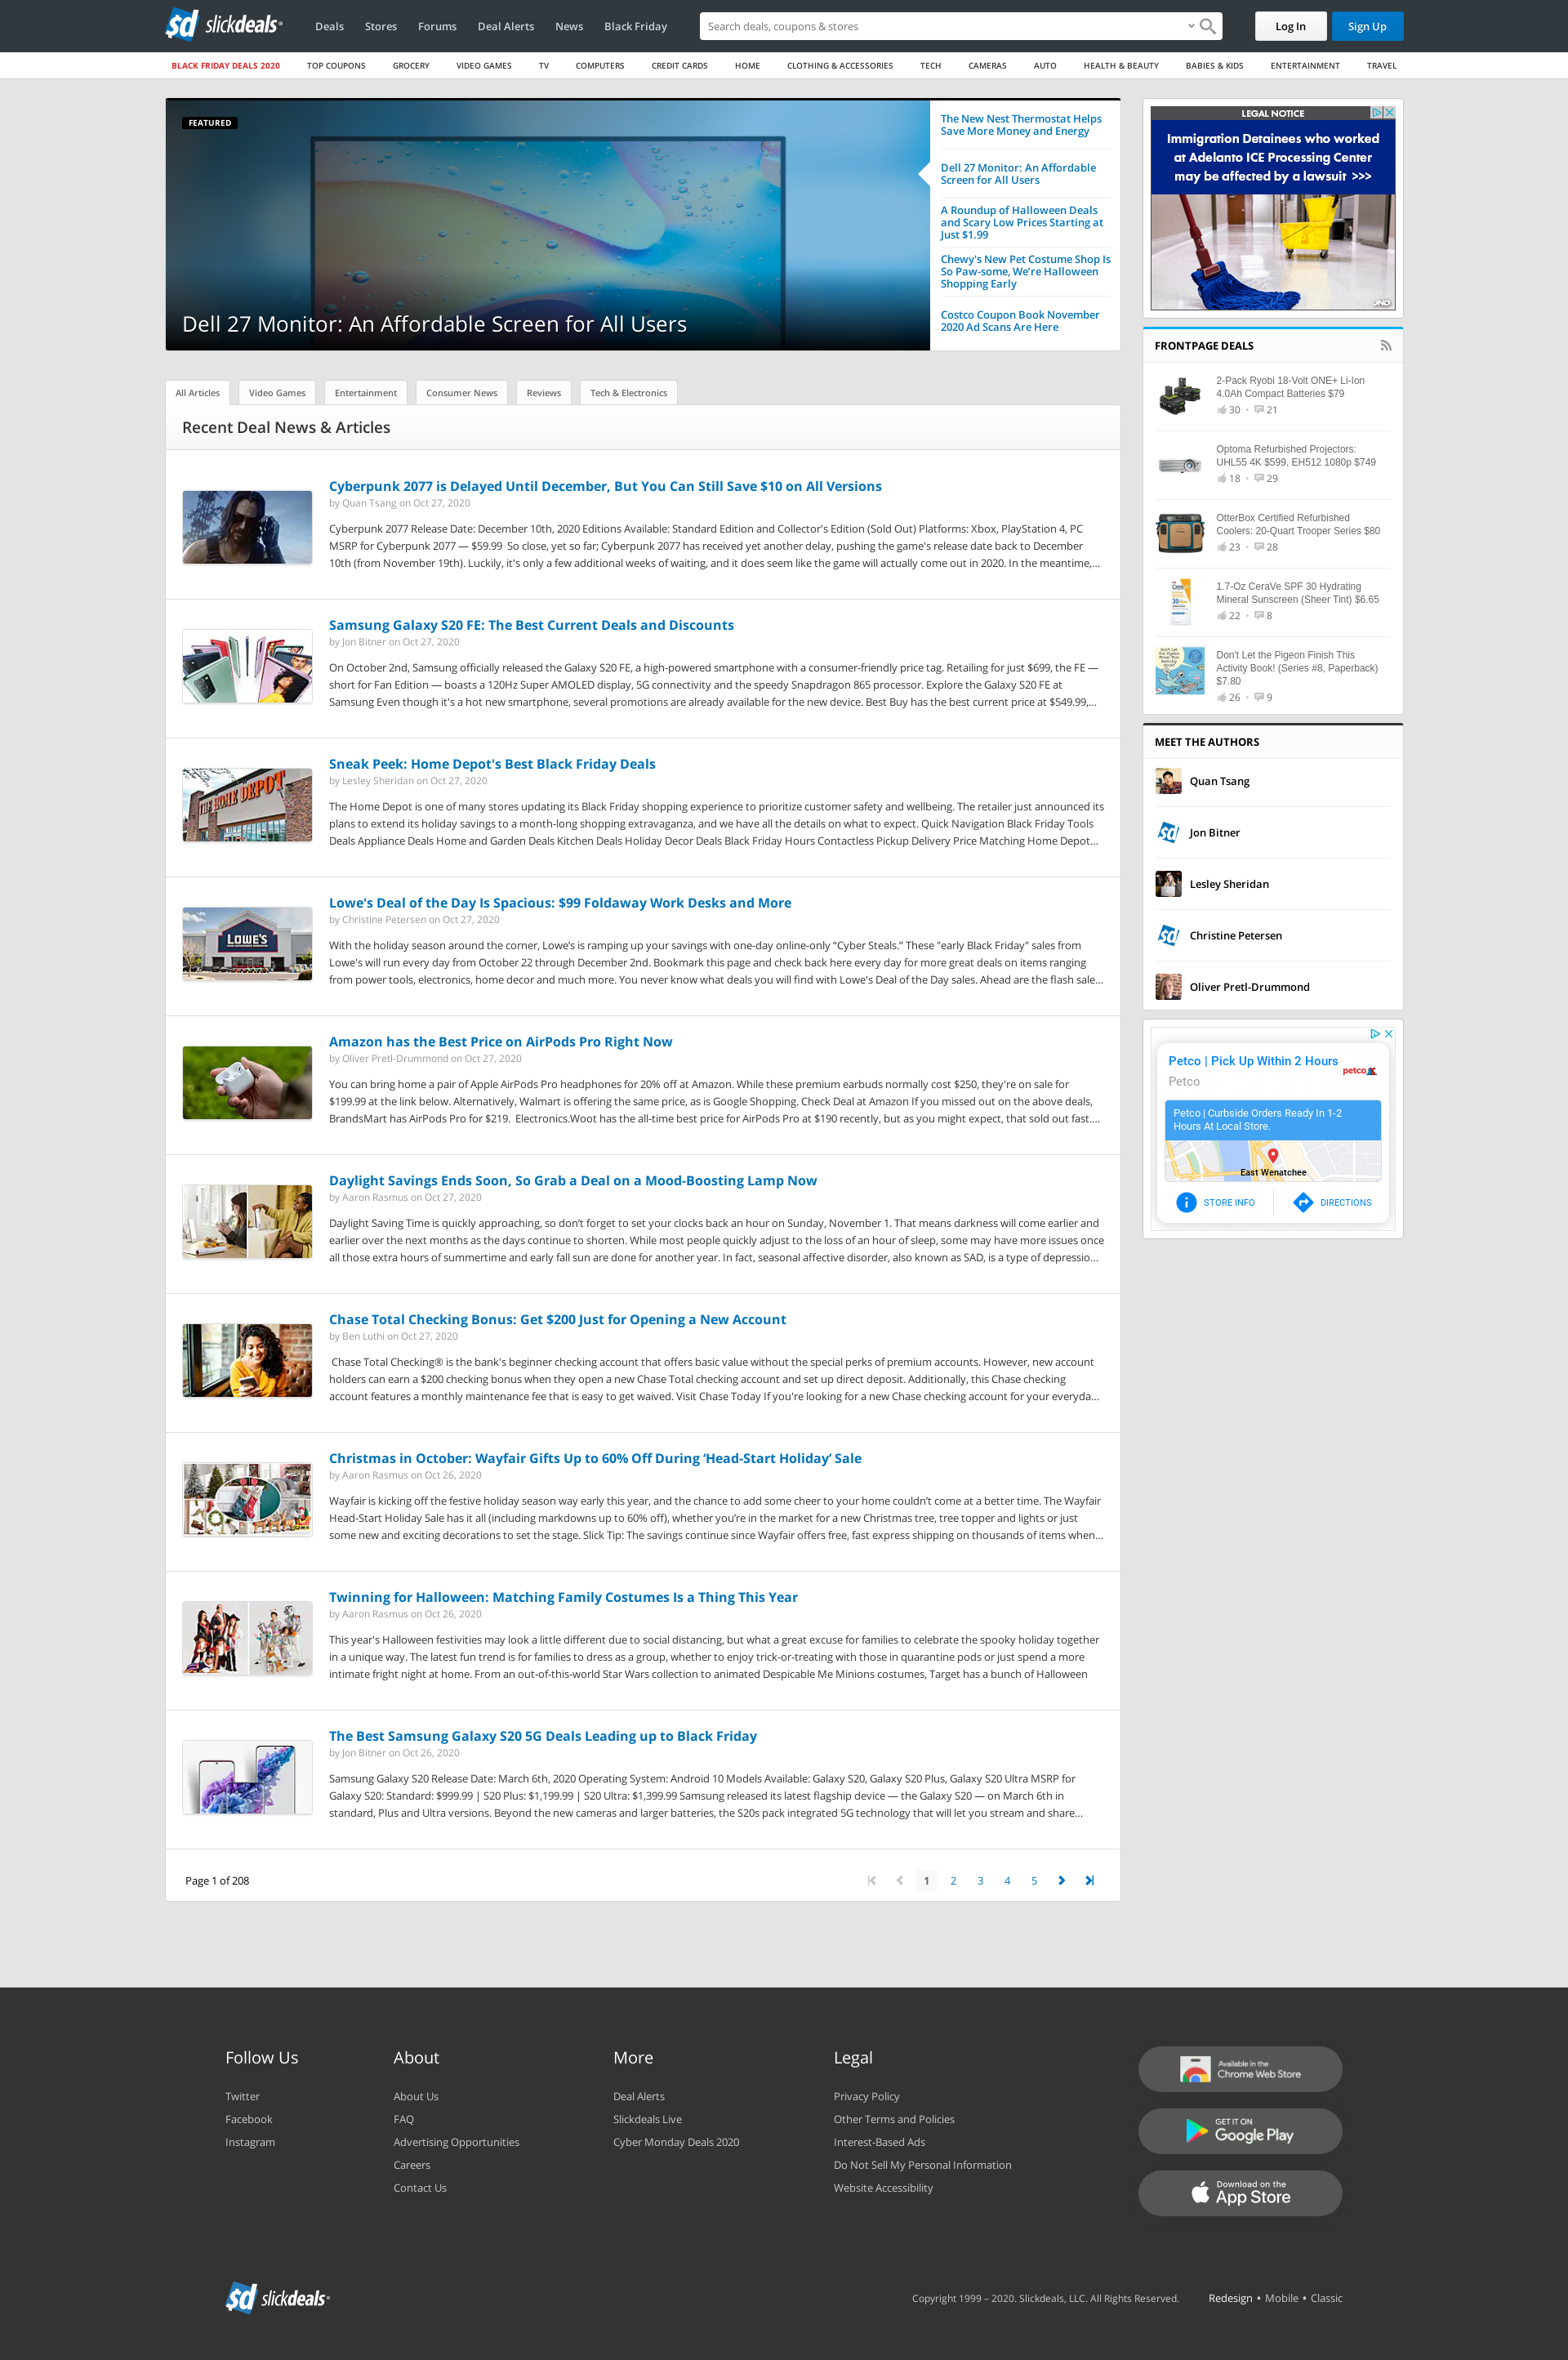 sd slickdeals
Deals Stores Forums Deal Alerts News Black Friday
Search deals, coupons & stores
Log In Sign Up
BLACK FRIDAY DEALS 2020 TOP COUPONS GROCERY VIDEO GAMES TV COMPUTERS CREDIT CARDS HOME CLOTHING & ACCESSORIES TECH CAMERAS AUTO HEALTH & BEAUTY BABIES & KIDS ENTERTAINMENT TRAVEL
FEATURED
Dell 27 Monitor: An Affordable Screen for All Users
The New Nest Thermostat Helps
Save More Money and Energy
Dell 27 Monitor: An Affordable
Screen for All Users
A Roundup of Halloween Deals
and Scary Low Prices Starting at
Just $1.99
Chewy's New Pet Costume Shop Is
So Paw-some, We’re Halloween
Shopping Early
Costco Coupon Book November
2020 Ad Scans Are Here
All Articles Video Games Entertainment Consumer News Reviews Tech & Electronics
Recent Deal News & Articles
Cyberpunk 2077 is Delayed Until December, But You Can Still Save $10 on All Versions
by Quan Tsang on Oct 27, 2020
Cyberpunk 2077 Release Date: December 10th, 2020 Editions Available: Standard Edition and Collector's Edition (Sold Out) Platforms: Xbox, PlayStation 4, PC
MSRP for Cyberpunk 2077 — $59.99 So close, yet so far; Cyberpunk 2077 has received yet another delay, pushing the game's release date back to December
10th (from November 19th). Luckily, it's only a few additional weeks of waiting, and it does seem like the game will actually come out in 2020. In the meantime,...
Samsung Galaxy S20 FE: The Best Current Deals and Discounts
by Jon Bitner on Oct 27, 2020
On October 2nd, Samsung officially released the Galaxy S20 FE, a high-powered smartphone with a consumer-friendly price tag. Retailing for just $699, the FE —
short for Fan Edition — boasts a 120Hz Super AMOLED display, 5G connectivity and the speedy Snapdragon 865 processor. Explore the Galaxy S20 FE at
Samsung Even though it's a hot new smartphone, several promotions are already available for the new device. Best Buy has the best current price at $549.99,...
Sneak Peek: Home Depot's Best Black Friday Deals
by Lesley Sheridan on Oct 27, 2020
THE HOME DEPOT
The Home Depot is one of many stores updating its Black Friday shopping experience to prioritize customer safety and wellbeing. The retailer just announced its
plans to extend its holiday savings to a month-long shopping extravaganza, and we have all the details on what to expect. Quick Navigation Black Friday Tools
Deals Appliance Deals Home and Garden Deals Kitchen Deals Holiday Decor Deals Black Friday Hours Contactless Pickup Delivery Price Matching Home Depot...
Lowe's Deal of the Day Is Spacious: $99 Foldaway Work Desks and More
by Christine Petersen on Oct 27, 2020
LOWE'S
With the holiday season around the corner, Lowe’s is ramping up your savings with one-day online-only “Cyber Steals.” These "early Black Friday" sales from
Lowe's will run every day from October 22 through December 2nd. Bookmark this page and check back here every day for more great deals on items ranging
from power tools, electronics, home decor and much more. You never know what deals you will find with Lowe's Deal of the Day sales. Ahead are the flash sale...
Amazon has the Best Price on AirPods Pro Right Now
by Oliver Pretl-Drummond on Oct 27, 2020
You can bring home a pair of Apple AirPods Pro headphones for 20% off at Amazon. While these premium earbuds normally cost $250, they're on sale for
$199.99 at the link below. Alternatively, Walmart is offering the same price, as is Google Shopping. Check Deal at Amazon If you missed out on the above deals,
BrandsMart has AirPods Pro for $219. Electronics.Woot has the all-time best price for AirPods Pro at $190 recently, but as you might expect, that sold out fast....
Daylight Savings Ends Soon, So Grab a Deal on a Mood-Boosting Lamp Now
by Aaron Rasmus on Oct 27, 2020
Daylight Saving Time is quickly approaching, so don’t forget to set your clocks back an hour on Sunday, November 1. That means darkness will come earlier and
earlier over the next months as the days continue to shorten. While most people quickly adjust to the loss of an hour of sleep, some may have more issues once
all those extra hours of summertime and early fall sun are done for another year. In fact, seasonal affective disorder, also known as SAD, is a type of depressio...
Chase Total Checking Bonus: Get $200 Just for Opening a New Account
by Ben Luthi on Oct 27, 2020
Chase Total Checking® is the bank's beginner checking account that offers basic value without the special perks of premium accounts. However, new account
holders can earn a $200 checking bonus when they open a new Chase Total checking account and set up direct deposit. Additionally, this Chase checking
account features a monthly maintenance fee that is easy to get waived. Visit Chase Today If you're looking for a new Chase checking account for your everyda...
Christmas in October: Wayfair Gifts Up to 60% Off During ‘Head-Start Holiday’ Sale
by Aaron Rasmus on Oct 26, 2020
Wayfair is kicking off the festive holiday season way early this year, and the chance to add some cheer to your home couldn’t come at a better time. The Wayfair
Head-Start Holiday Sale has it all (including markdowns up to 60% off), whether you’re in the market for a new Christmas tree, tree topper and lights or just
some new and exciting decorations to set the stage. Slick Tip: The savings continue since Wayfair offers free, fast express shipping on thousands of items when...
Twinning for Halloween: Matching Family Costumes Is a Thing This Year
by Aaron Rasmus on Oct 26, 2020
This year's Halloween festivities may look a little different due to social distancing, but what a great excuse for families to celebrate the spooky holiday together
in a unique way. The latest fun trend is for families to dress as a group, whether to enjoy trick-or-treating with those in quarantine pods or just spend a more
intimate fright night at home. From an out-of-this-world Star Wars collection to animated Despicable Me Minions costumes, Target has a bunch of Halloween
The Best Samsung Galaxy S20 5G Deals Leading up to Black Friday
by Jon Bitner on Oct 26, 2020
Samsung Galaxy S20 Release Date: March 6th, 2020 Operating System: Android 10 Models Available: Galaxy S20, Galaxy S20 Plus, Galaxy S20 Ultra MSRP for
Galaxy S20: Standard: $999.99 | S20 Plus: $1,199.99 | S20 Ultra: $1,399.99 Samsung released its latest flagship device — the Galaxy S20 — on March 6th in
standard, Plus and Ultra versions. Beyond the new cameras and larger batteries, the S20s pack integrated 5G technology that will let you stream and share...
Page 1 of 208
1 2 3 4 5
LEGAL NOTICE
Immigration Detainees who worked
at Adelanto ICE Processing Center
may be affected by a lawsuit >>>
JND
FRONTPAGE DEALS
2-Pack Ryobi 18-Volt ONE+ Li-Ion
4.0Ah Compact Batteries $79
30 • 21
Optoma Refurbished Projectors:
UHL55 4K $599, EH512 1080p $749
18 • 29
OtterBox Certified Refurbished
Coolers: 20-Quart Trooper Series $80
23 • 28
1.7-Oz CeraVe SPF 30 Hydrating
Mineral Sunscreen (Sheer Tint) $6.65
22 • 8
Don't Let the Pigeon Finish This
Activity Book! (Series #8, Paperback)
$7.80
26 • 9
MEET THE AUTHORS
Quan Tsang
sd Jon Bitner
Lesley Sheridan
sd Christine Petersen
Oliver Pretl-Drummond
Petco | Pick Up Within 2 Hours
Petco
petco
Petco | Curbside Orders Ready In 1-2
Hours At Local Store.
East Wenatchee
STORE INFO DIRECTIONS
Follow Us
Twitter
Facebook
Instagram
About
About Us
FAQ
Advertising Opportunities
Careers
Contact Us
More
Deal Alerts
Slickdeals Live
Cyber Monday Deals 2020
Legal
Privacy Policy
Other Terms and Policies
Interest-Based Ads
Do Not Sell My Personal Information
Website Accessibility
Available in the
Chrome Web Store
GET IT ON
Google Play
Download on the
App Store
sd slickdeals
Copyright 1999 – 2020. Slickdeals, LLC. All Rights Reserved.
Redesign • Mobile • Classic